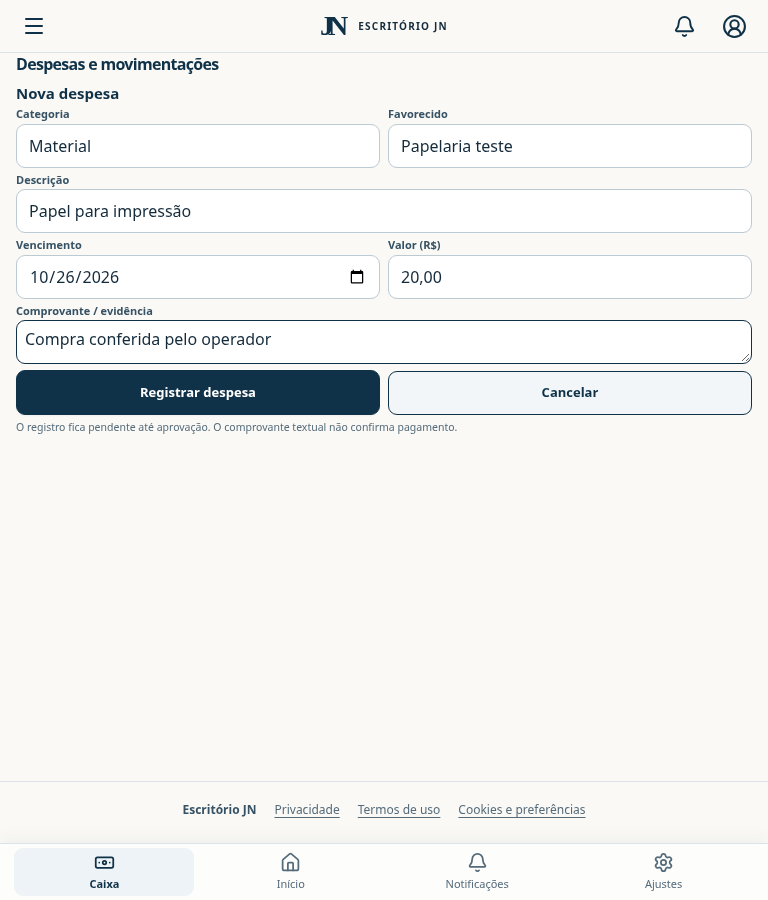 JN ESCRITÓRIO JN
Despesas e movimentações
Nova despesa
Categoria Favorecido
Material Papelaria teste
Descrição
Papel para impressão
Vencimento Valor (R$)
10/26/2026 20,00
Comprovante / evidência
Compra conferida pelo operador
Registrar despesa Cancelar
O registro fica pendente até aprovação. O comprovante textual não confirma pagamento.
Escritório JN Privacidade Termos de uso Cookies e preferências
Caixa Início Notificações Ajustes